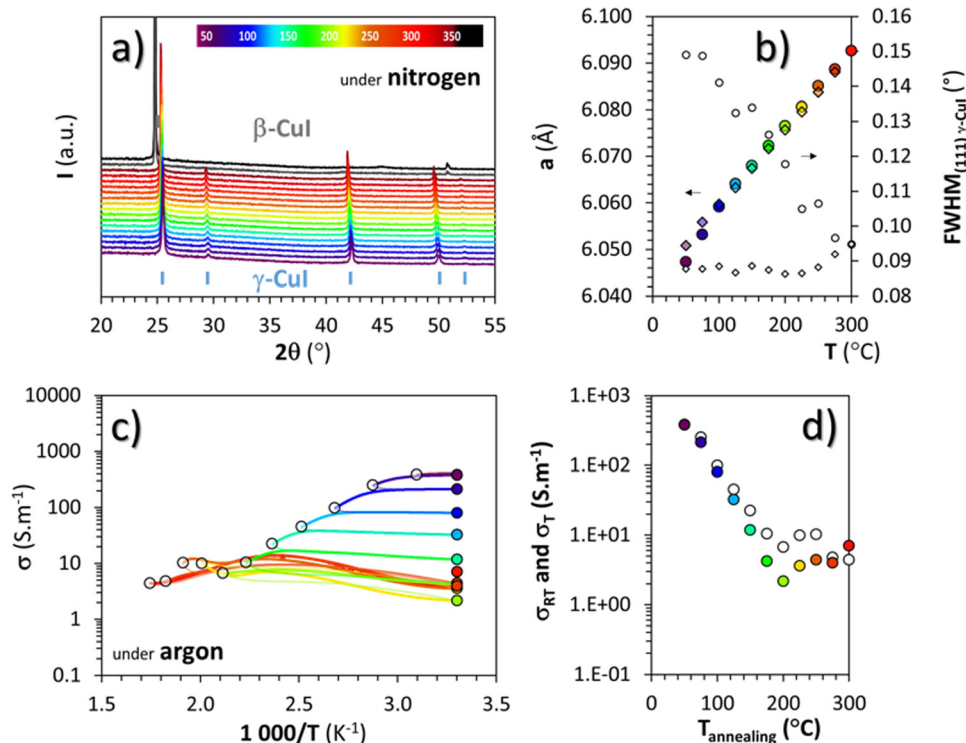 a)
50 100 150 200 250 300 350
under nitrogen
β-CuI
γ-CuI
I (a.u.)
20 25 30 35 40 45 50 55
2θ (°)
b)
6.100
6.090
6.080
6.070
6.060
6.050
6.040
a (Å)
0.16
0.15
0.14
0.13
0.12
0.11
0.10
0.09
0.08
FWHM(111) γ-CuI (°)
0 100 200 300
T (°C)
c)
10000
1000
100
10
1
0.1
σ (S.m-1)
under argon
1.5 2.0 2.5 3.0 3.5
1 000/T (K-1)
d)
1.E+03
1.E+02
1.E+01
1.E+00
1.E-01
σRT and σT (S.m-1)
0 100 200 300
Tannealing (°C)